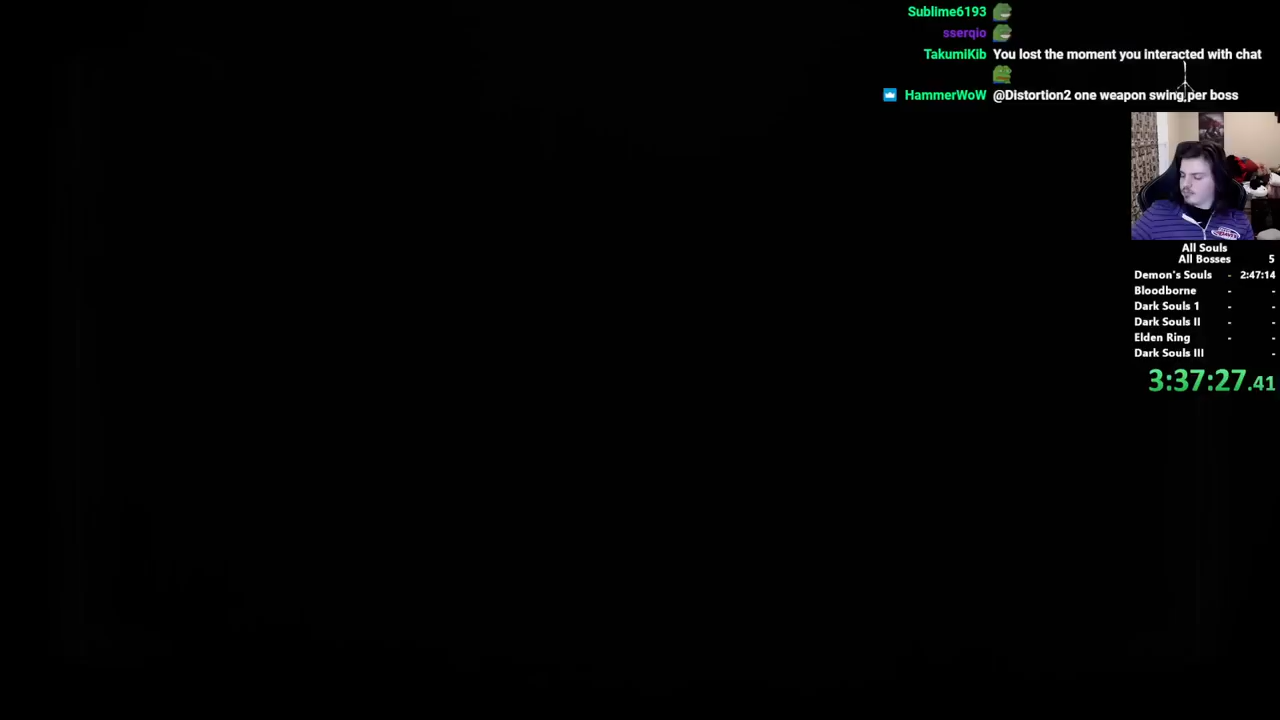 Sublime6193
sserqio
TakumiKib You lost the moment you interacted with chat
HammerWoW @Distortion2 one weapon swing per boss
All Souls
All Bosses 5
Demon's Souls - 2:47:14
Bloodborne - -
Dark Souls 1 - -
Dark Souls II - -
Elden Ring - -
Dark Souls III -
3:37:27.41